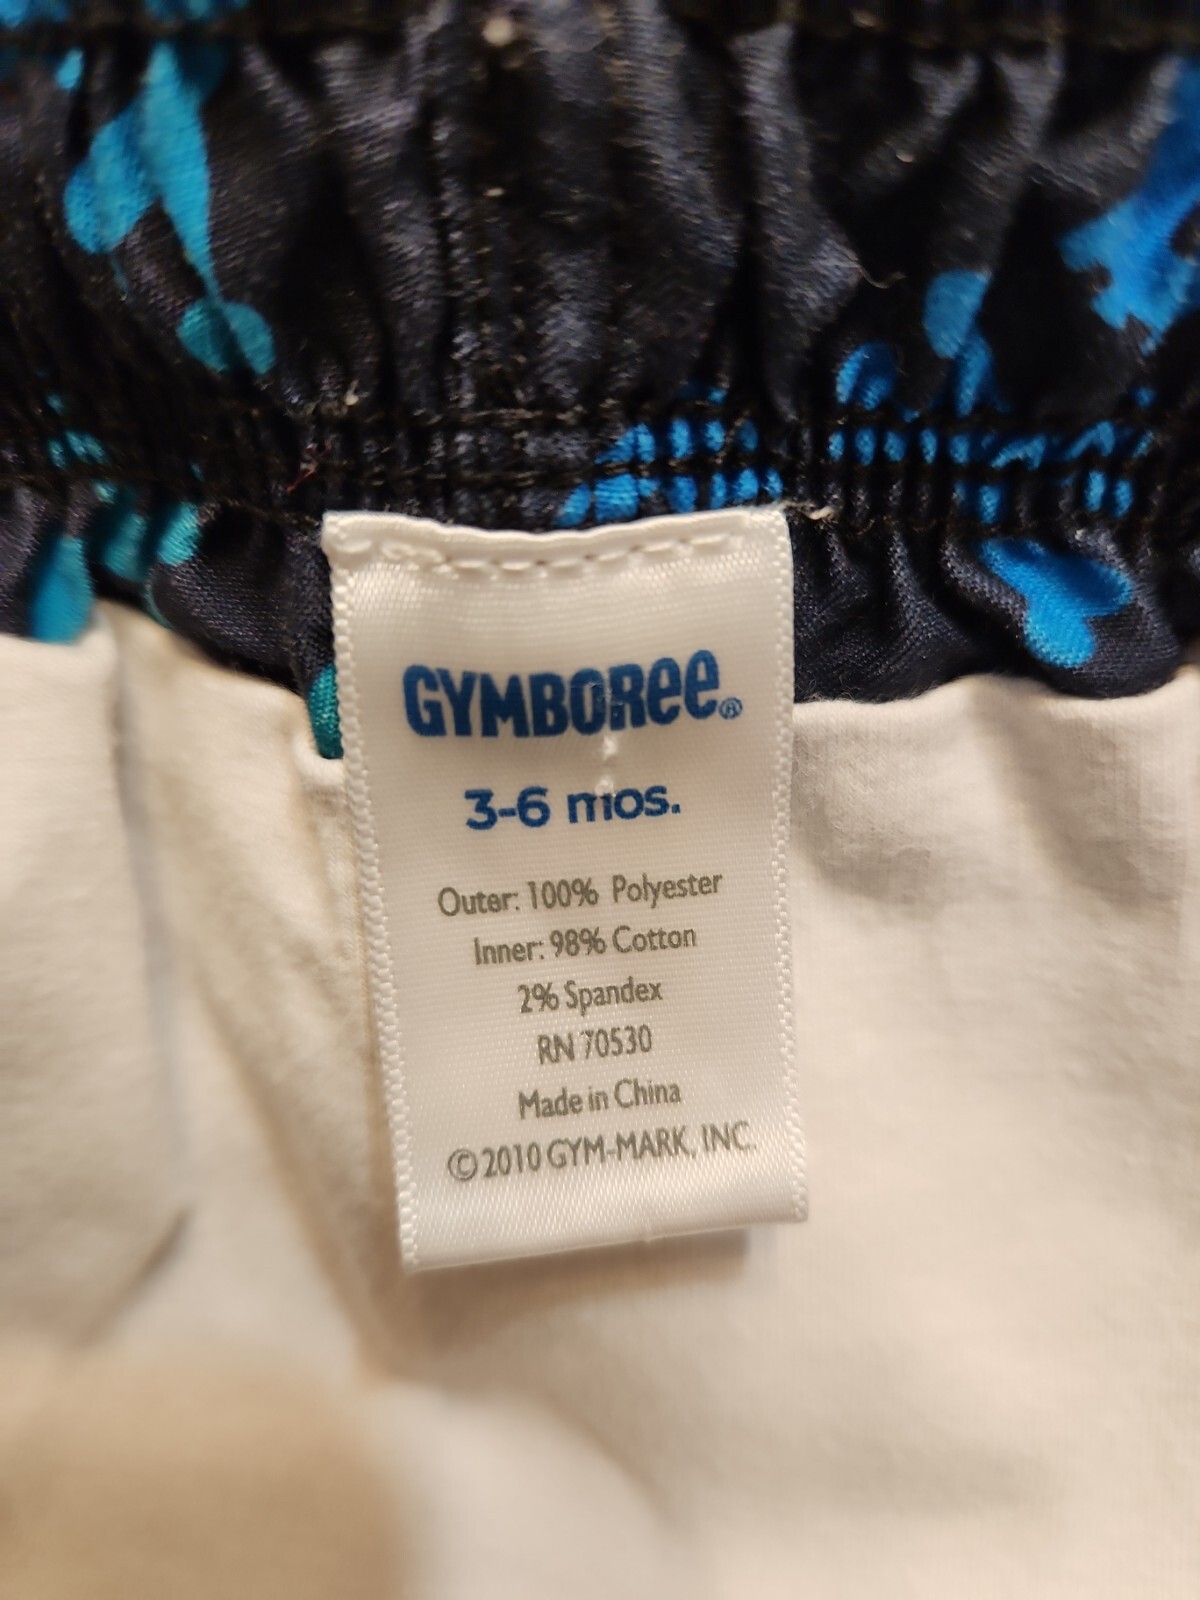 GYMBOREE®
3-6 mos.
Outer: 100% Polyester
Inner: 98% Cotton
2% Spandex
RN 70530
Made in China
©2010 GYM-MARK, INC.